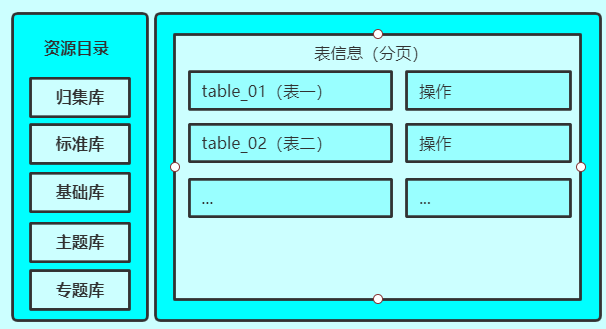 资源目录
归集库
标准库
基础库
主题库
专题库
表信息（分页）
table_01（表一） 操作
table_02（表二） 操作
... ...